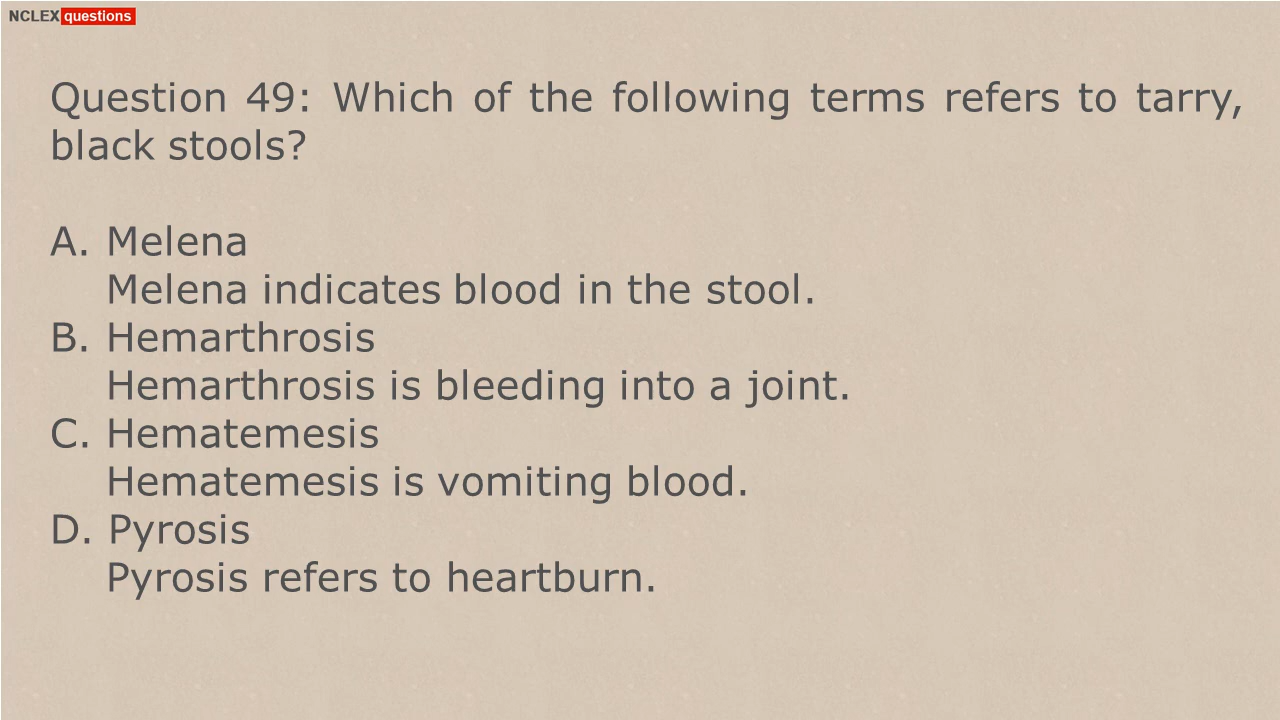 NCLEX questions
Question 49: Which of the following terms refers to tarry,
black stools?
A. Melena
Melena indicates blood in the stool.
B. Hemarthrosis
Hemarthrosis is bleeding into a joint.
C. Hematemesis
Hematemesis is vomiting blood.
D. Pyrosis
Pyrosis refers to heartburn.